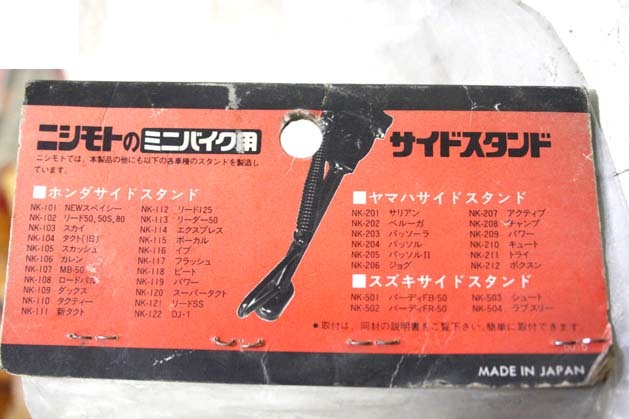 ニシモトのミニバイク用 サイドスタンド
ニシモトでは、本製品の他にも以下の各車種のスタンドを製造し
ています。
■ホンダサイドスタンド
NK-101 NEWスペイシー
NK-102 リード50,50S,80
NK-103 スカイ
NK-104 タクト(旧)
NK-105 スカッシュ
NK-106 カレン
NK-107 MB-50
NK-108 ロードパル
NK-109 ダックス
NK-110 タクティー
NK-111 新タクト
NK-112 リード125
NK-113 リーダー50
NK-114 エクスプレス
NK-115 ボーカル
NK-116 イブ
NK-117 フラッシュ
NK-118 ビート
NK-119 パワー
NK-120 スーパータクト
NK-121 リードSS
NK-122 DJ-1
■ヤマハサイドスタンド
NK-201 サリアン
NK-202 ベルーガ
NK-203 パッソーラ
NK-204 パッソル
NK-205 パッソルII
NK-206 ジョグ
NK-207 アクティブ
NK-208 チャンプ
NK-209 パワー
NK-210 キュート
NK-211 トライ
NK-212 ボクスン
■スズキサイドスタンド
NK-501 バーディFB-50
NK-502 バーディFR-50
NK-503 シュート
NK-504 ラブスリー
●取付は、同封の説明書をご覧下さい。簡単に取付できます。
MADE IN JAPAN